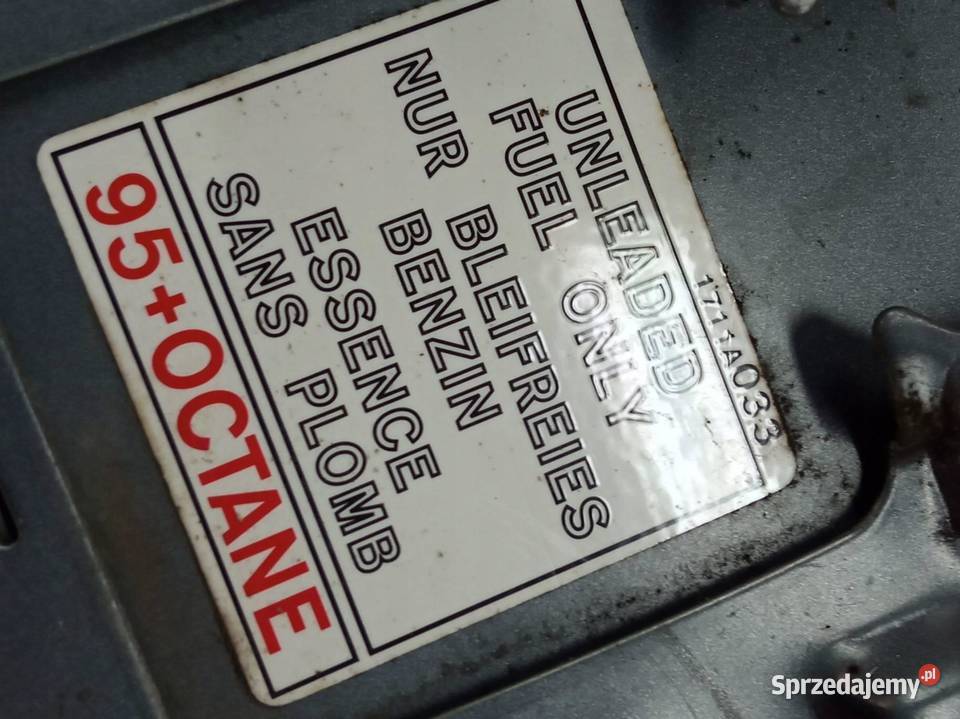 1711A033
UNLEADED
FUEL ONLY
NUR BLEIFREIES
BENZIN
ESSENCE
SANS PLOMB
95+OCTANE
Sprzedajemy.pl